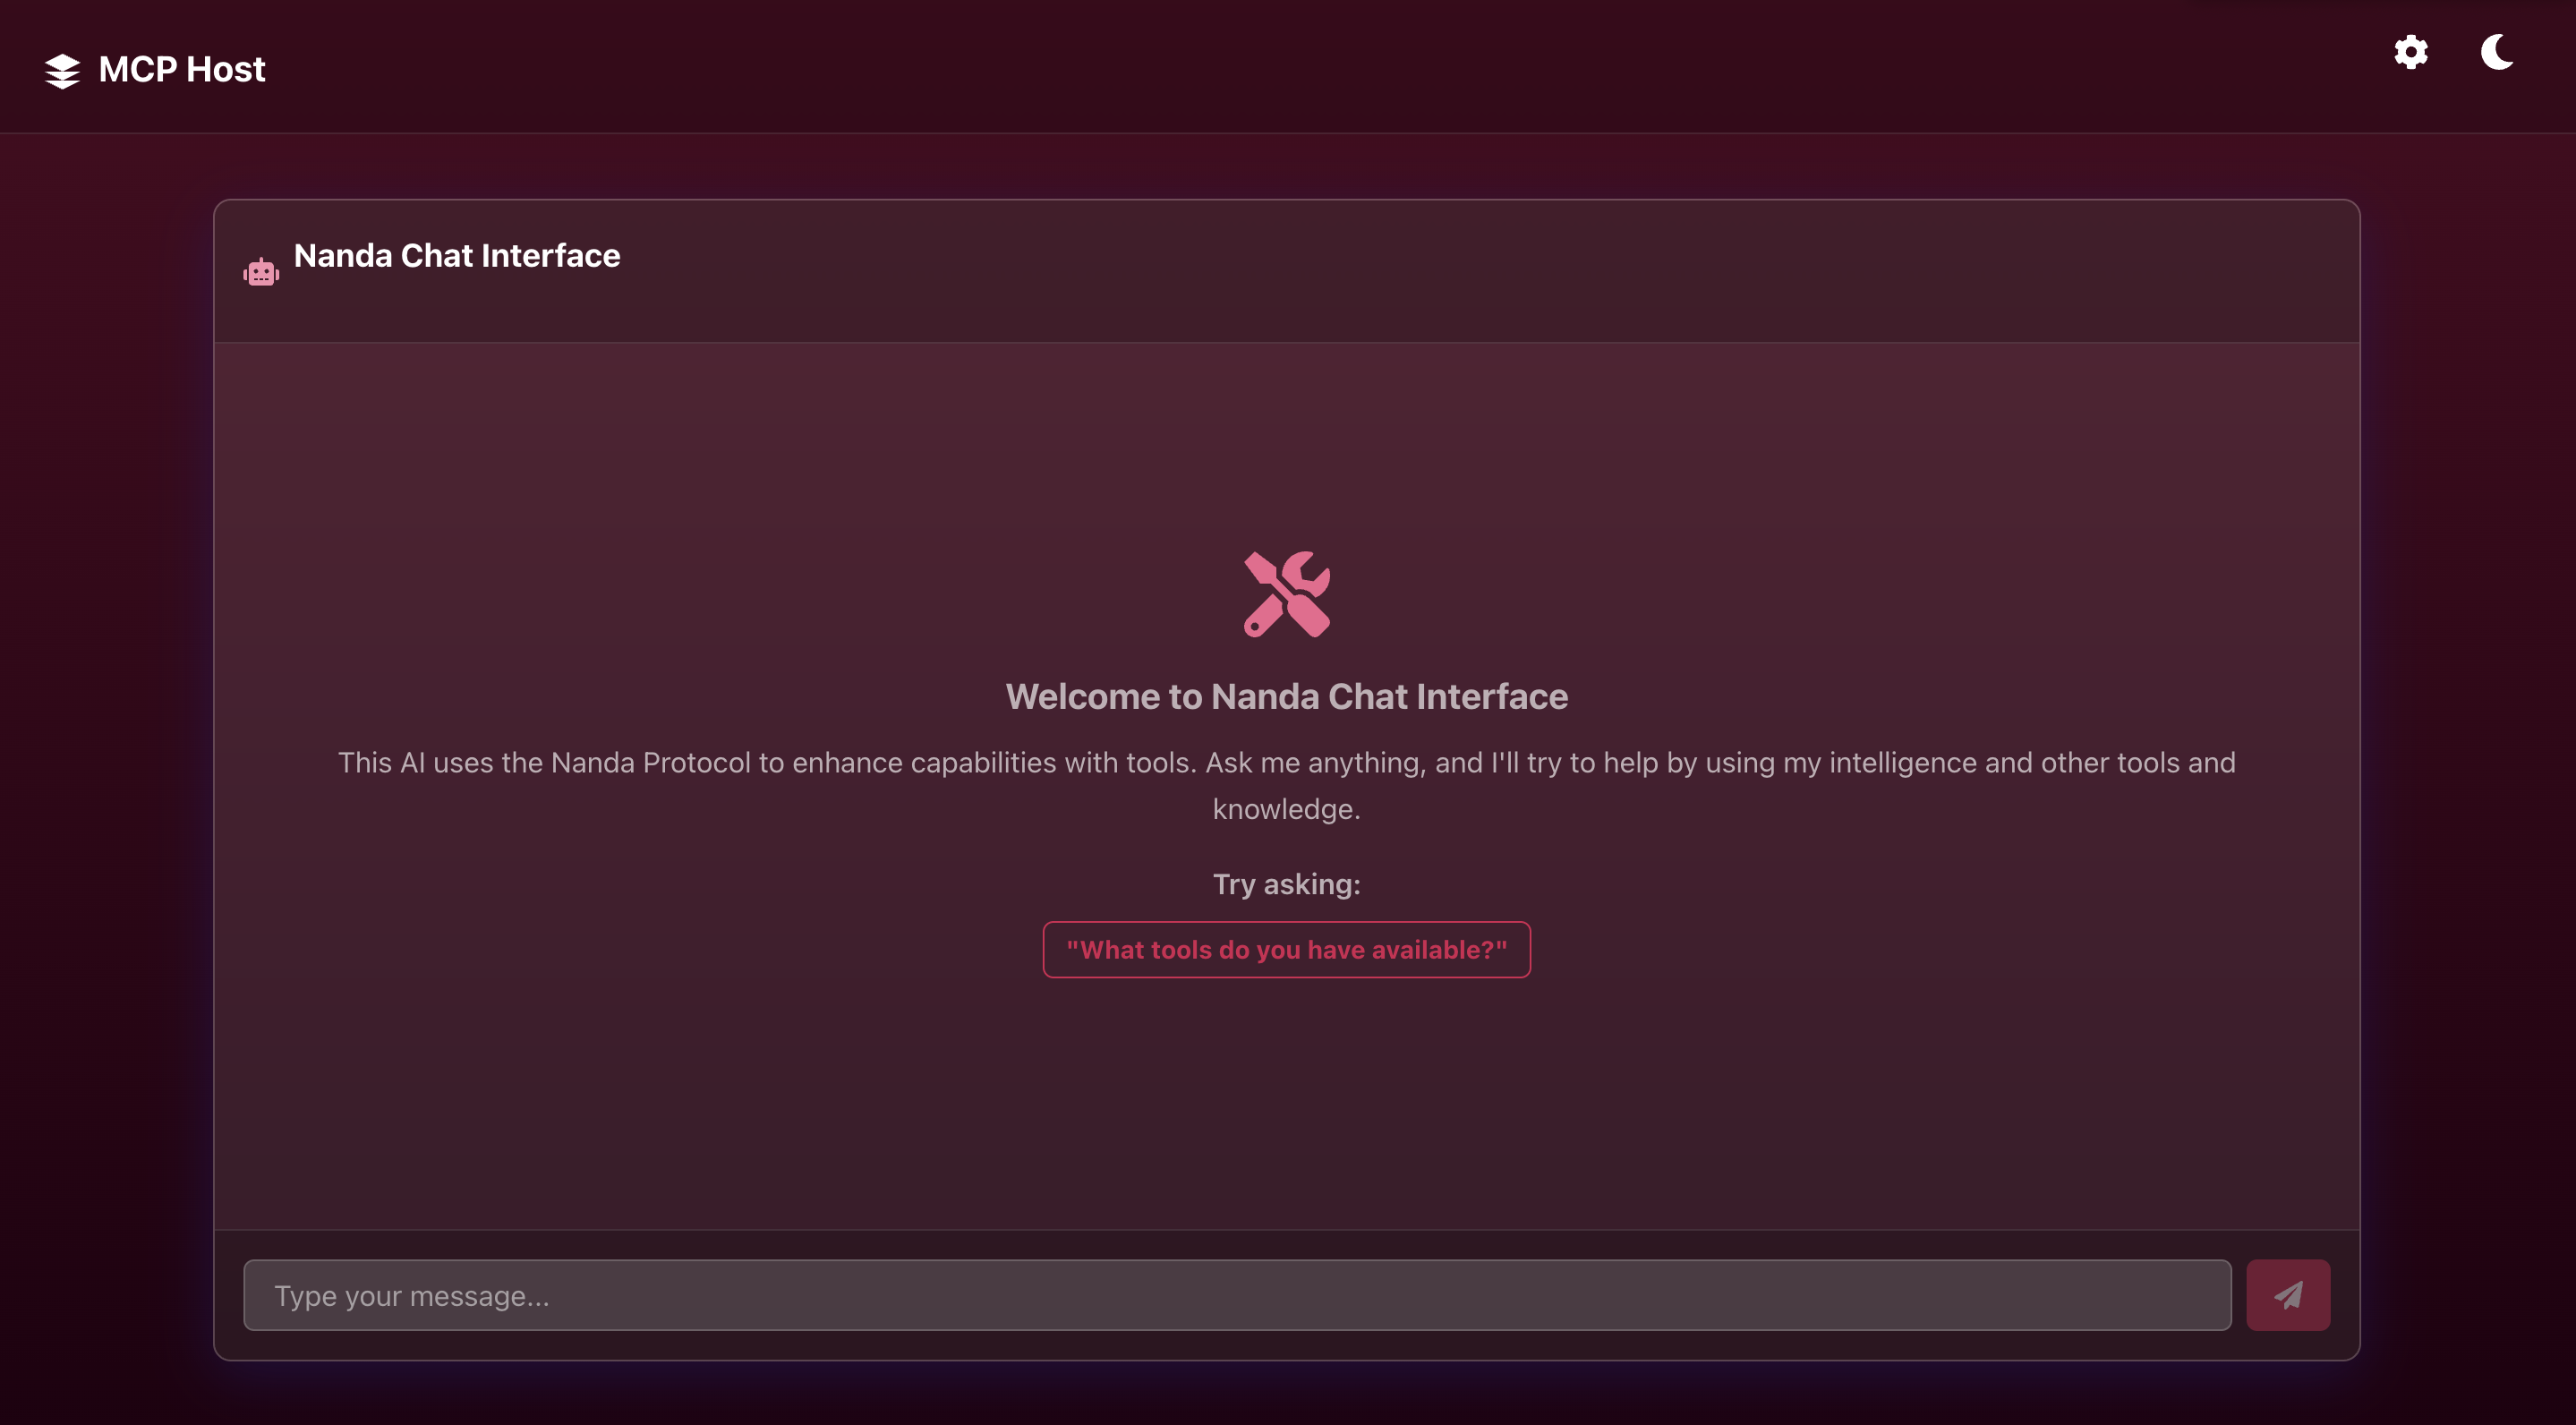 MCP Host
Nanda Chat Interface
Welcome to Nanda Chat Interface
This AI uses the Nanda Protocol to enhance capabilities with tools. Ask me anything, and I'll try to help by using my intelligence and other tools and
knowledge.
Try asking:
"What tools do you have available?"
Type your message...